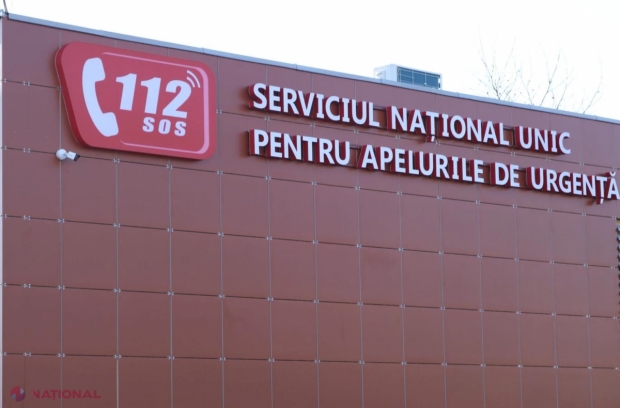 112
SOS
SERVICIUL NAȚIONAL UNIC
PENTRU APELURILE DE URGENȚĂ
NATIONAL